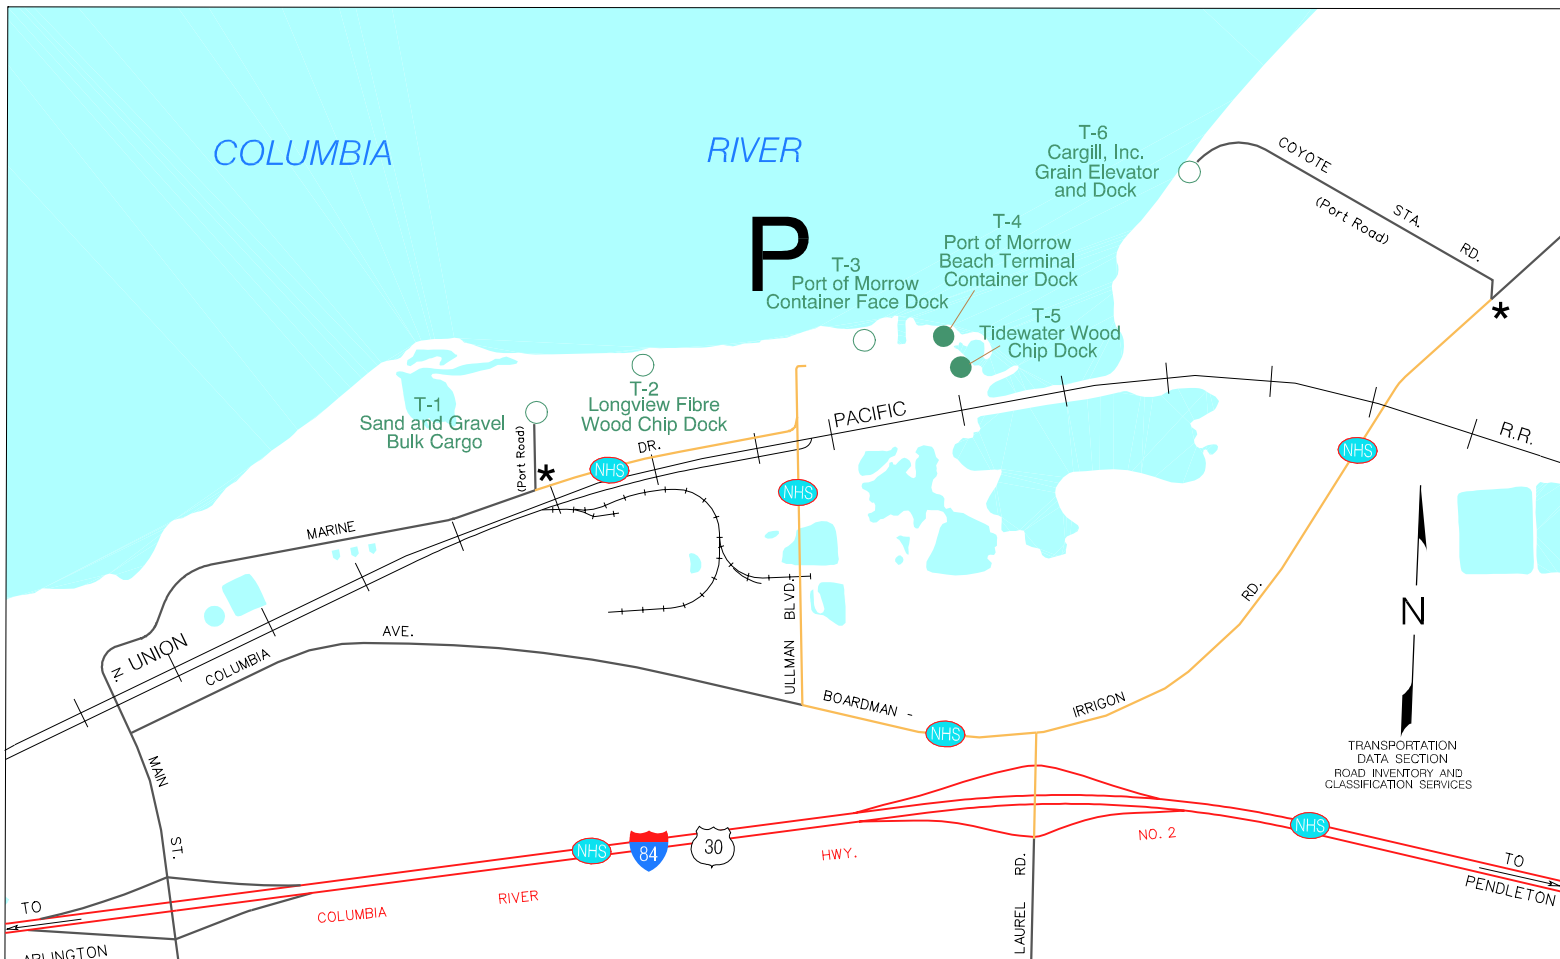 COLUMBIA
RIVER
P
T-6
Cargill, Inc.
Grain Elevator
and Dock
COYOTE
STA.
RD.
(Port Road)
T-4
Port of Morrow
Beach Terminal
Container Dock
T-3
Port of Morrow
Container Face Dock
T-5
Tidewater Wood
Chip Dock
*
T-2
Longview Fibre
Wood Chip Dock
T-1
Sand and Gravel
Bulk Cargo
(Port Road)
*
PACIFIC
R.R.
DR.
NHS
NHS
NHS
MARINE
N
N.
UNION
COLUMBIA
AVE.
ULLMAN
BLVD.
BOARDMAN -
IRRIGON
RD.
NHS
TRANSPORTATION
DATA SECTION
ROAD INVENTORY AND
CLASSIFICATION SERVICES
MAIN
ST.
NHS
84
30
HWY.
NO. 2
NHS
LAUREL
RD.
TO
PENDLETON
TO
ARLINGTON
COLUMBIA
RIVER